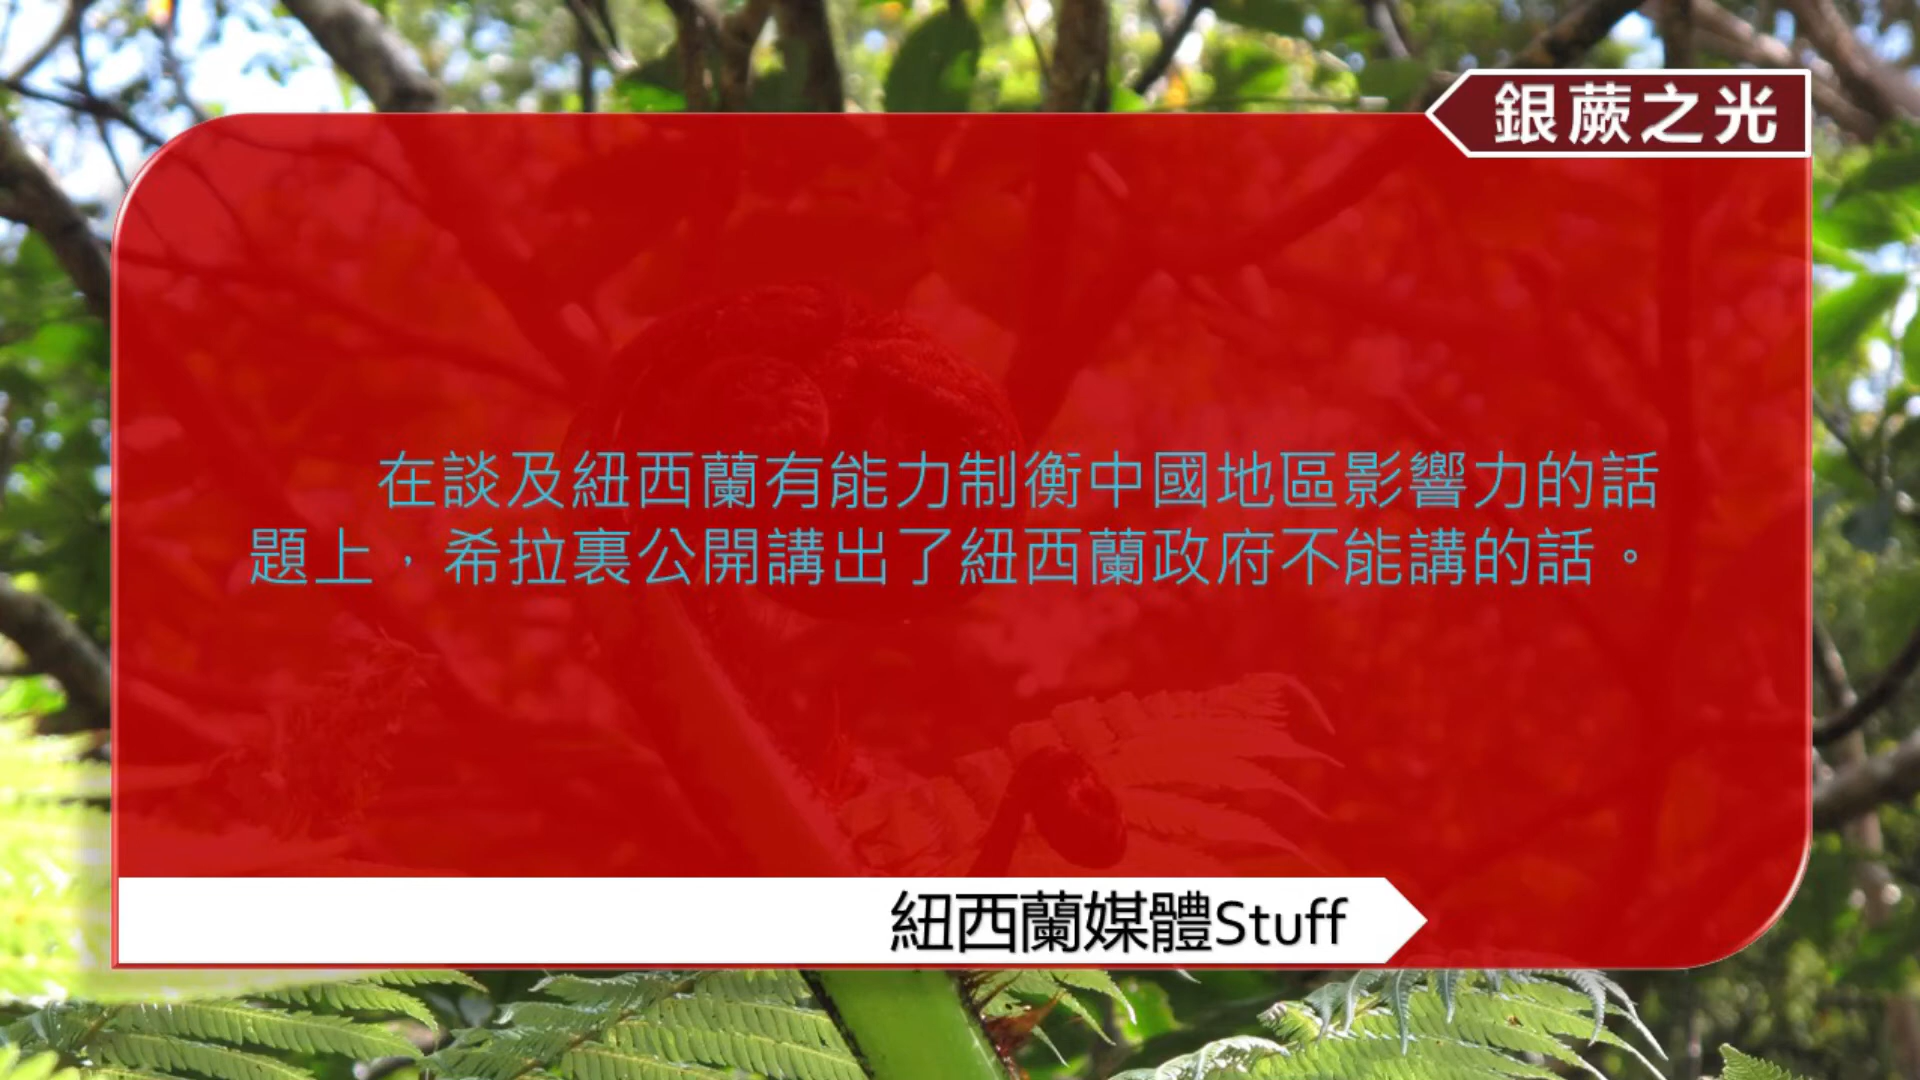 銀蕨之光
在談及紐西蘭有能力制衡中國地區影響力的話
題上，希拉裏公開講出了紐西蘭政府不能講的話。
紐西蘭媒體Stuff